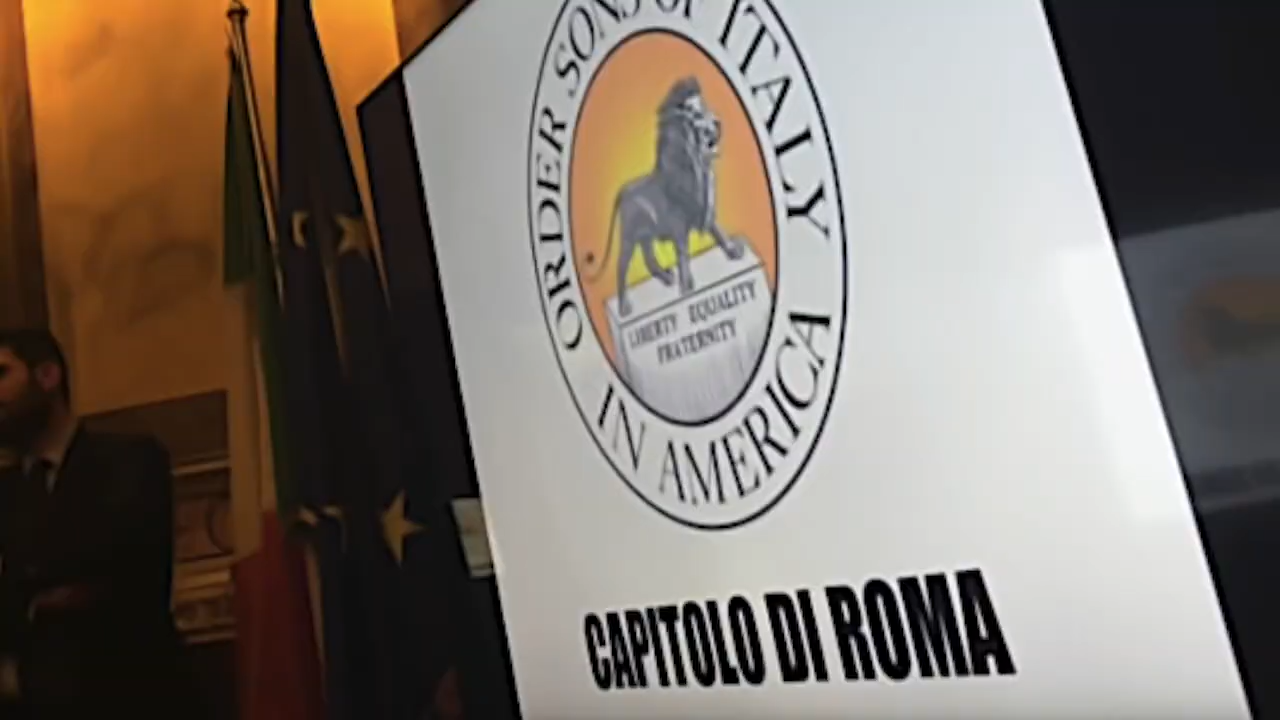 ORDER SONS OF ITALY
IN AMERICA
LIBERTY EQUALITY
FRATERNITY
CAPITOLO DI ROMA